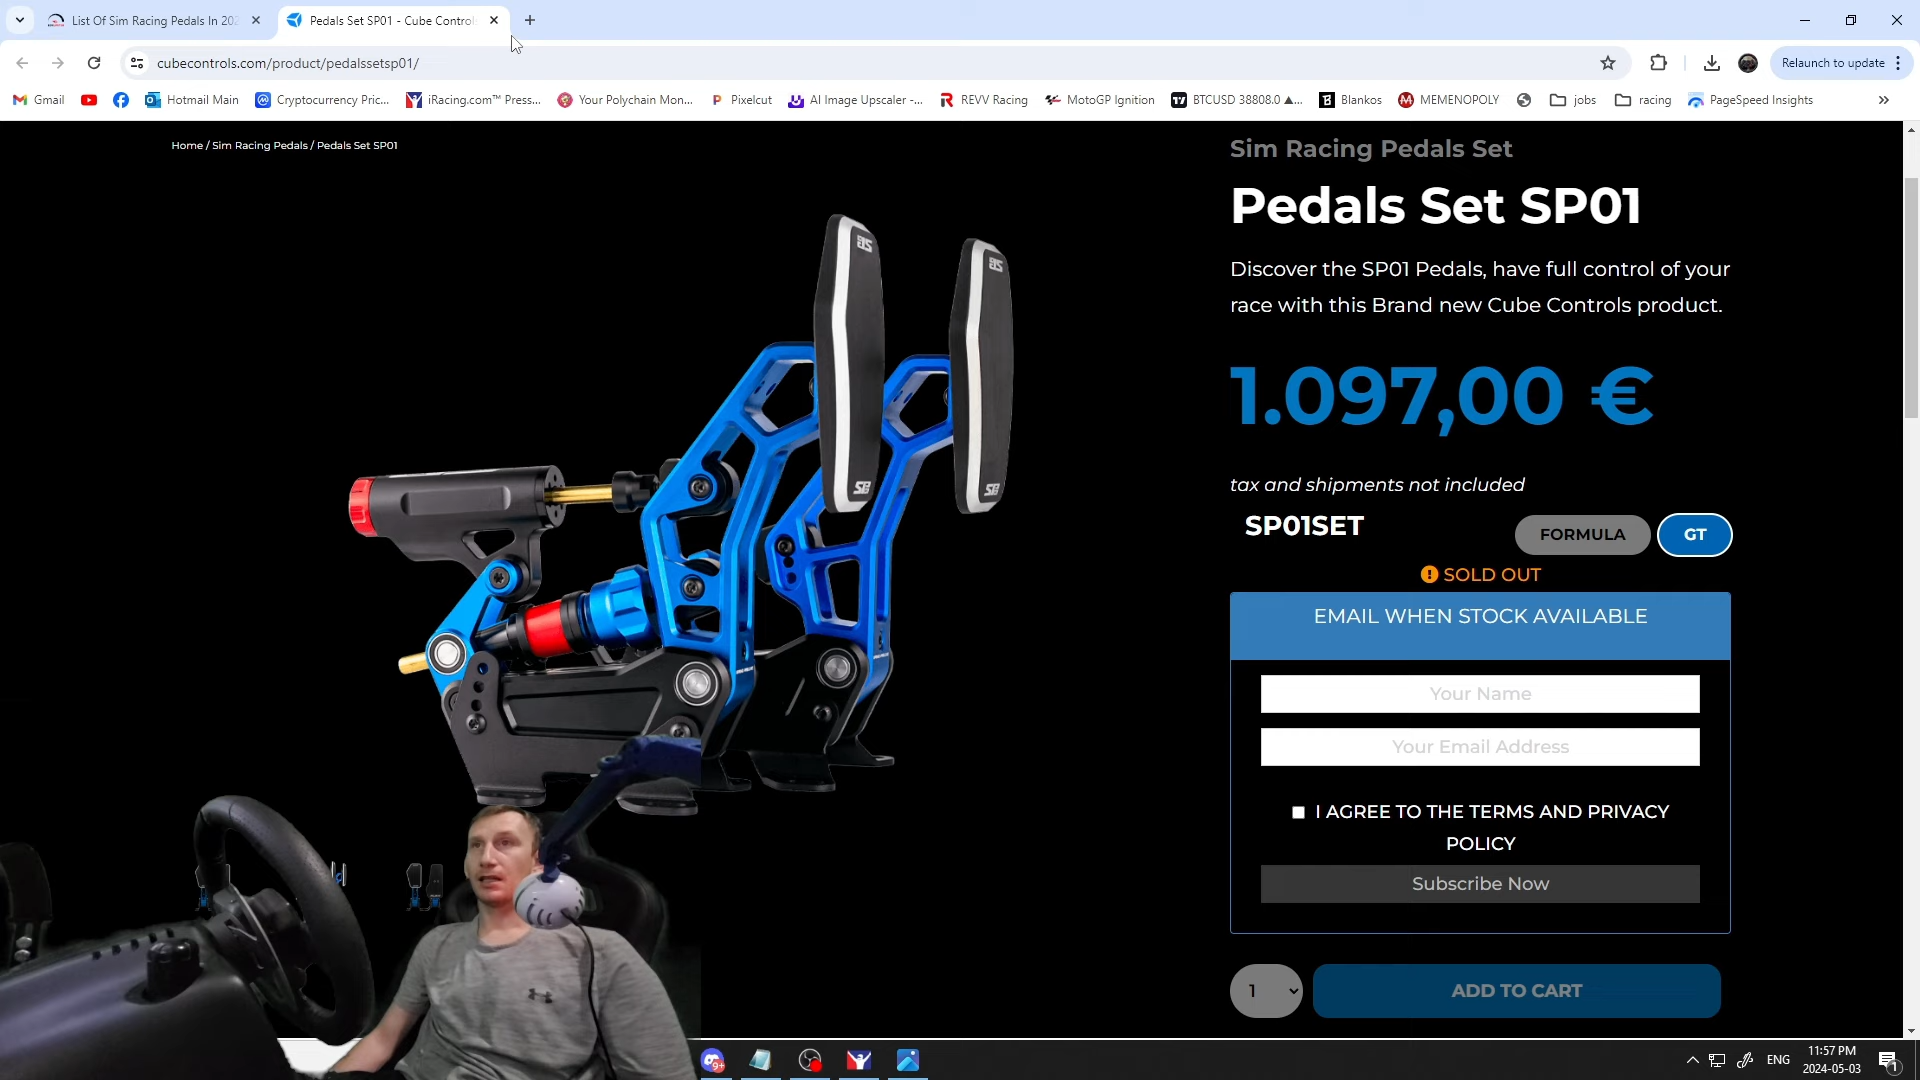 List Of Sim Racing Pedals In 202
Pedals Set SP01 - Cube Control
cubecontrols.com/product/pedalssetsp01/
Relaunch to update
Gmail
Hotmail Main
Cryptocurrency Pric...
iRacing.com™ Press...
Your Polychain Mon...
Pixelcut
AI Image Upscaler -...
REVV Racing
MotoGP Ignition
BTCUSD 38808.0 ▲...
Blankos
MEMENOPOLY
jobs
racing
PageSpeed Insights
»
Home / Sim Racing Pedals / Pedals Set SP01
Sim Racing Pedals Set
Pedals Set SP01
Discover the SP01 Pedals, have full control of your
race with this Brand new Cube Controls product.
1.097,00 €
tax and shipments not included
SP01SET
FORMULA
GT
SOLD OUT
EMAIL WHEN STOCK AVAILABLE
Your Name
Your Email Address
I AGREE TO THE TERMS AND PRIVACY
POLICY
Subscribe Now
1
ADD TO CART
9+
ENG
11:57 PM
2024-05-03
1